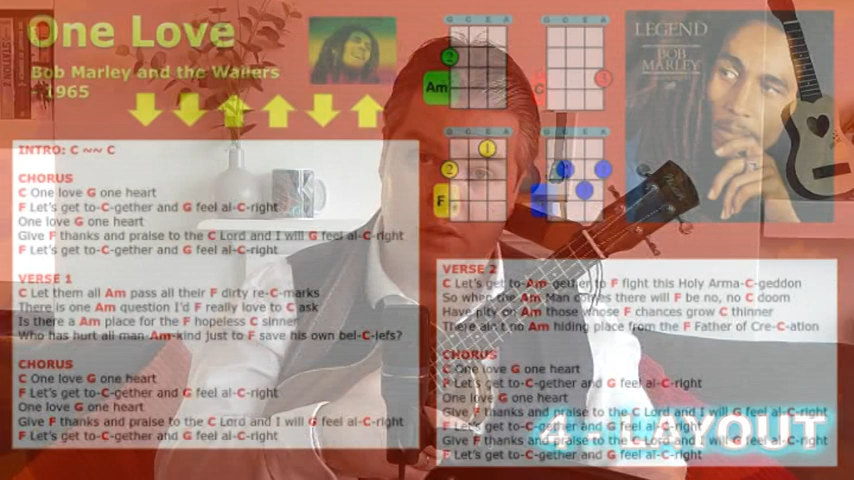 One Love
Bob Marley and the Wailers
1965
G C E A
G C E A
2
Am
C
G C E A
1
2
F
LEGEND
BOB
MARLEY
INTRO: C ~~ C
CHORUS
C One love G one heart
F Let's get to-C-gether and G feel al-C-right
One love G one heart
Give F thanks and praise to the C Lord and I will G feel al-C-right
F Let's get to-C-gether and G feel al-C-right
VERSE 1
C Let them all Am pass all their F dirty re-C-marks
There is one Am question I'd F really love to C ask
Is there a Am place for the F hopeless C sinner
Who has hurt all man-Am-kind just to F save his own bel-C-iefs?
CHORUS
C One love G one heart
F Let's get to-C-gether and G feel al-C-right
One love G one heart
Give F thanks and praise to the C Lord and I will G feel al-C-right
F Let's get to-C-gether and G feel al-C-right
VERSE 2
C Let's get to-Am-gether to F fight this Holy Arma-C-geddon
So when the Am Man comes there will F be no, no C doom
Have pity on Am those whose F chances grow C thinner
There ain't no Am hiding place from the F Father of Cre-C-ation
CHORUS
C One love G one heart
F Let's get to-C-gether and G feel al-C-right
One love G one heart
Give F thanks and praise to the C Lord and I will G feel al-C-right
F Let's get to-C-gether and G feel al-C-right
Give F thanks and praise to the C Lord and I will G feel al-C-right
F Let's get to-C-gether and G feel al-C-right
4 - LAYOUT